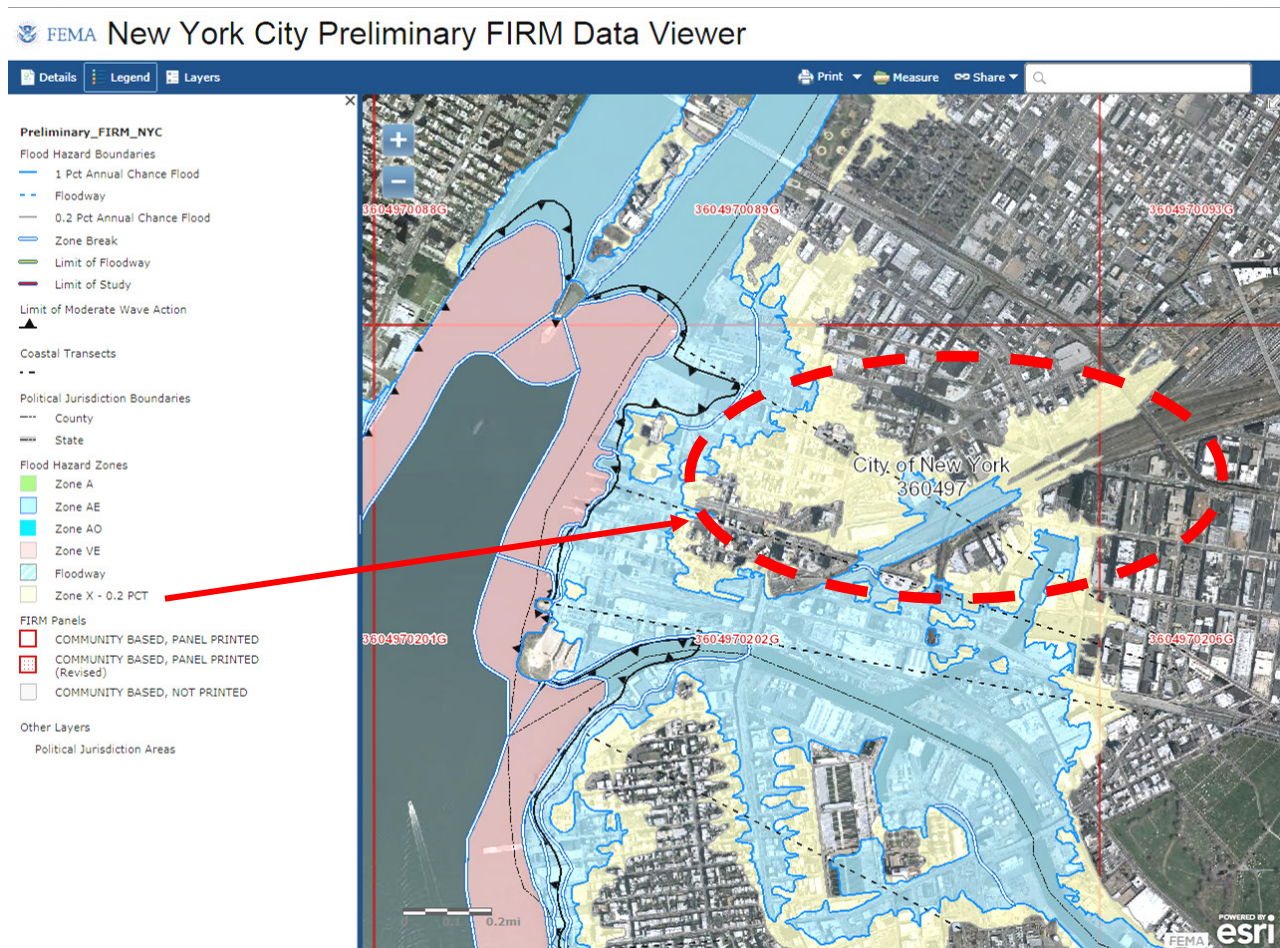 FEMA New York City Preliminary FIRM Data Viewer
Details Legend Layers Print Measure Share
Preliminary_FIRM_NYC
Flood Hazard Boundaries
1 Pct Annual Chance Flood
Floodway
0.2 Pct Annual Chance Flood
Zone Break
Limit of Floodway
Limit of Study
Limit of Moderate Wave Action
Coastal Transects
Political Jurisdiction Boundaries
County
State
Flood Hazard Zones
Zone A
Zone AE
Zone AO
Zone VE
Floodway
Zone X - 0.2 PCT
FIRM Panels
COMMUNITY BASED, PANEL PRINTED
COMMUNITY BASED, PANEL PRINTED
(Revised)
COMMUNITY BASED, NOT PRINTED
Other Layers
Political Jurisdiction Areas
3604970088G
3604970089G
3604970093G
City of New York
360497
3604970201G
3604970202G
3604970206G
0.2mi
POWERED BY
esri
FEMA